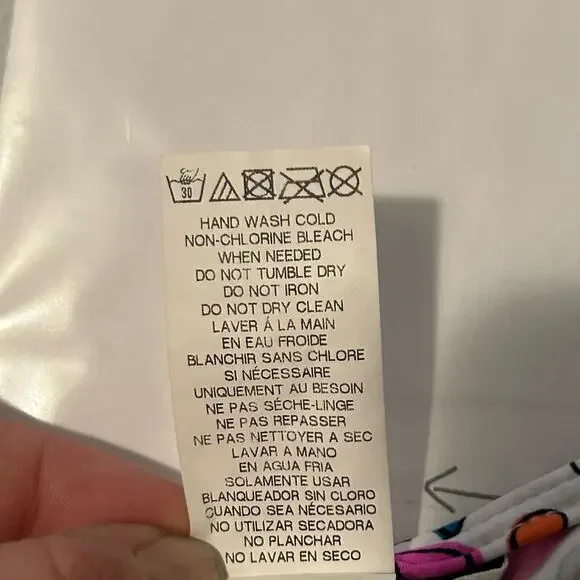 30
HAND WASH COLD
NON-CHLORINE BLEACH
WHEN NEEDED
DO NOT TUMBLE DRY
DO NOT IRON
DO NOT DRY CLEAN
LAVER Á LA MAIN
EN EAU FROIDE
BLANCHIR SANS CHLORE
SI NÉCESSAIRE
UNIQUEMENT AU BESOIN
NE PAS SÉCHE-LINGE
NE PAS REPASSER
NE PAS NETTOYER A SEC
LAVAR A MANO
EN AGUA FRIA
SOLAMENTE USAR
BLANQUEADOR SIN CLORO
CUANDO SEA NECESARIO
NO UTILIZAR SECADORA
NO PLANCHAR
NO LAVAR EN SECO